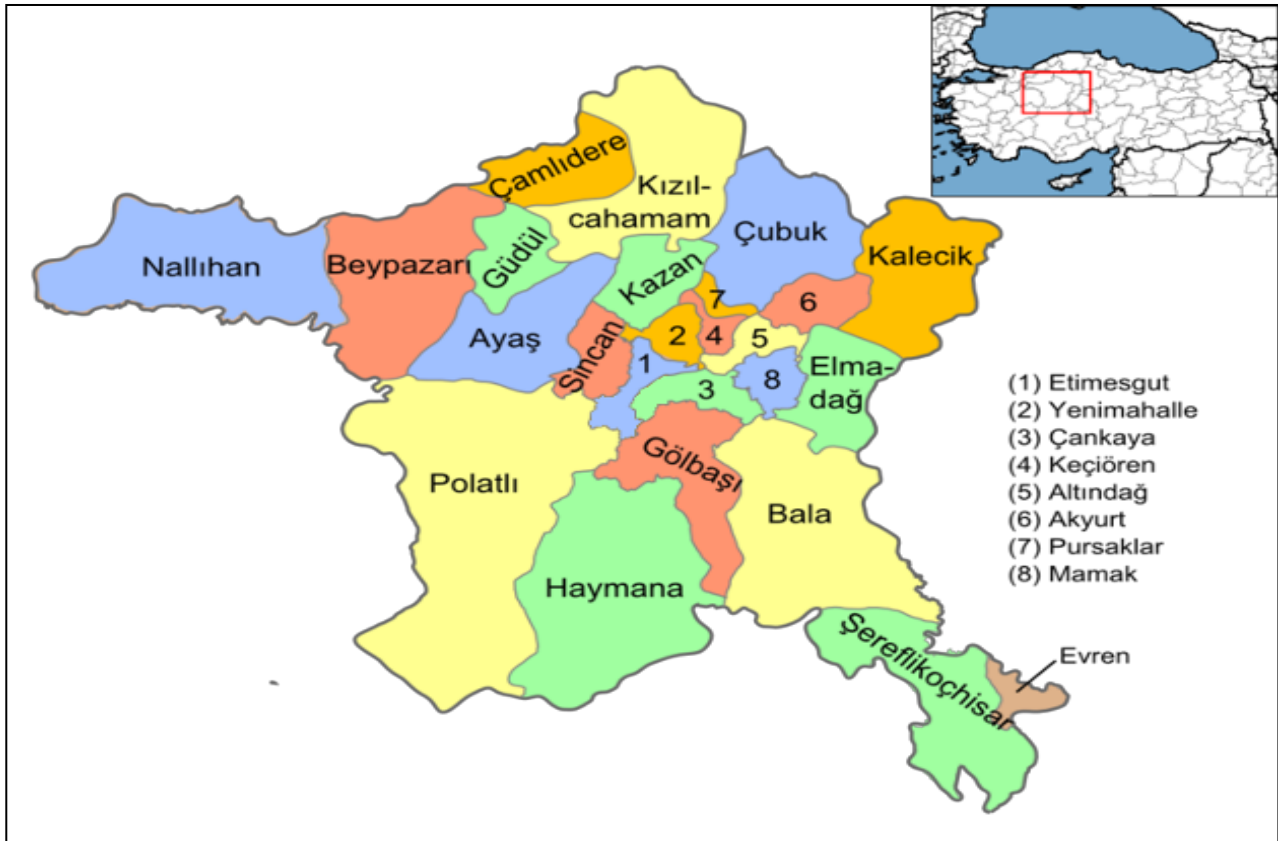 Çamlıdere
Kızıl-
cahamam
Çubuk
Kalecik
Nallıhan
Beypazarı
Güdül
Kazan
7
6
Ayaş
Sincan
2
4
5
1
3
8
Elma-
dağ
Gölbaşı
Polatlı
Bala
Haymana
Şereflikoçhisar
Evren
(1) Etimesgut
(2) Yenimahalle
(3) Çankaya
(4) Keçiören
(5) Altındağ
(6) Akyurt
(7) Pursaklar
(8) Mamak